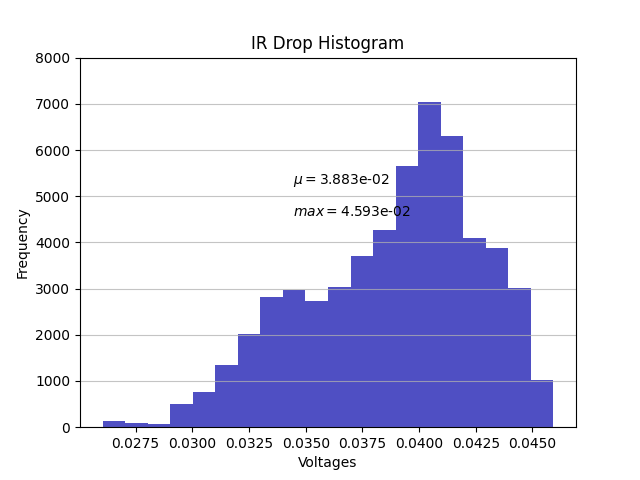 IR Drop Histogram
8000
7000
6000
5000
4000
3000
2000
1000
0
Frequency
μ = 3.883e-02
max = 4.593e-02
0.0275 0.0300 0.0325 0.0350 0.0375 0.0400 0.0425 0.0450
Voltages